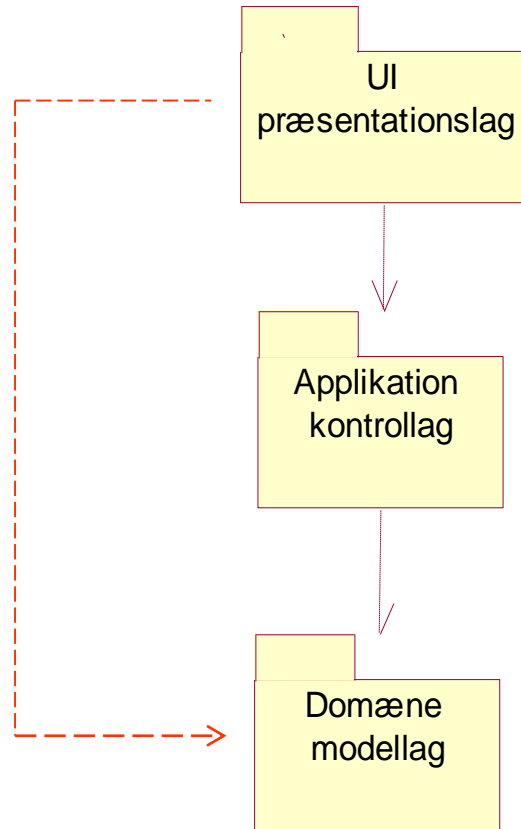 UI
præsentationslag
Applikation
kontrollag
Domæne
modellag